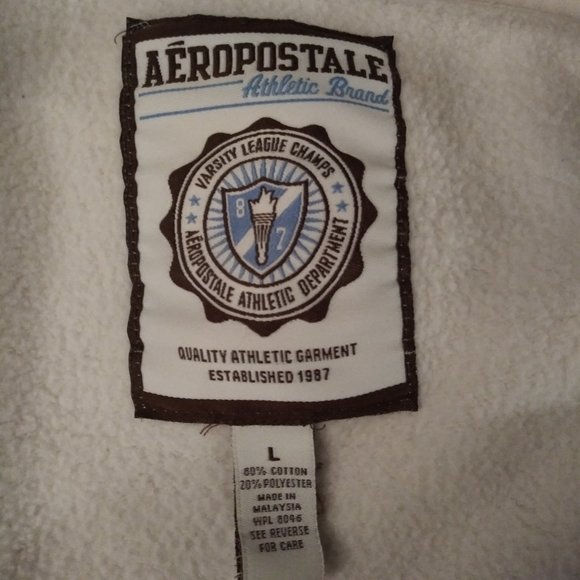 AÉROPOSTALE
Athletic Brand
VARSITY LEAGUE CHAMPS
8
7
AÉROPOSTALE ATHLETIC DEPARTMENT
QUALITY ATHLETIC GARMENT
ESTABLISHED 1987
L
80% COTTON
20% POLYESTER
MADE IN
MALAYSIA
WPL 8096
SEE REVERSE
FOR CARE